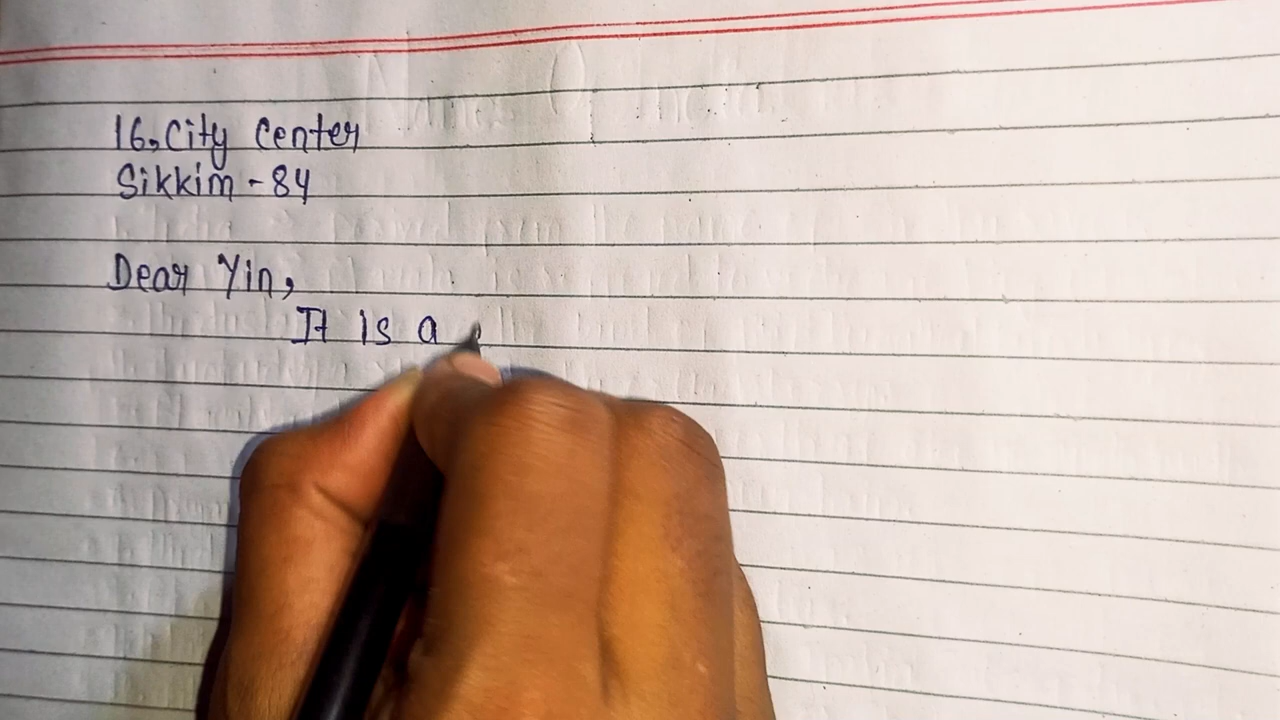 16, City Center
Sikkim - 84
Dear Yin,
It is a